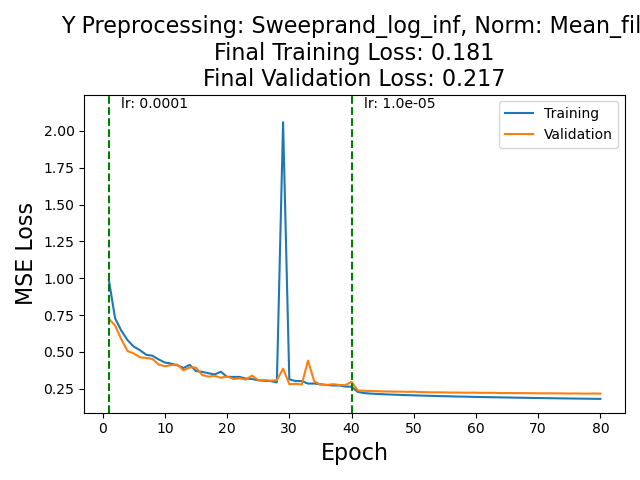 Y Preprocessing: Sweeprand_log_inf, Norm: Mean_fil
Final Training Loss: 0.181
Final Validation Loss: 0.217
lr: 0.0001
lr: 1.0e-05
Training
Validation
2.00
1.75
1.50
1.25
1.00
0.75
0.50
0.25
MSE Loss
0 10 20 30 40 50 60 70 80
Epoch